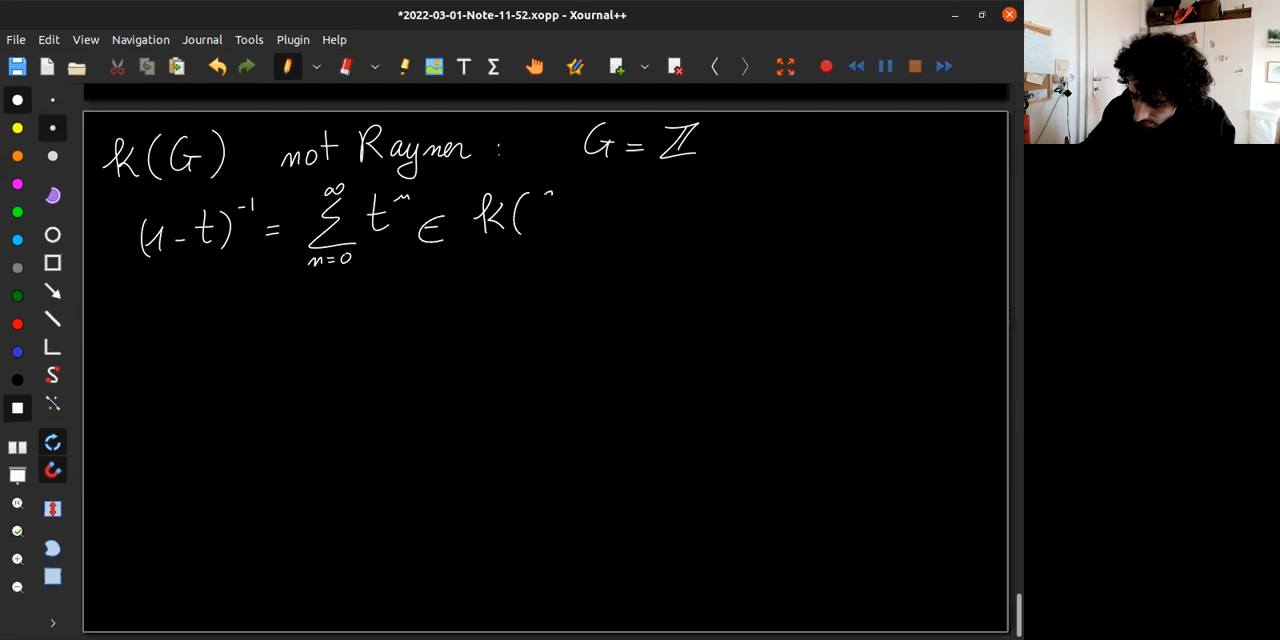 *2022-03-01-Note-11-52.xopp - Xournal++
File Edit View Navigation Journal Tools Plugin Help
k(G) not Rayner : G = ℤ
(1 - t)^{-1} = \sum_{n=0}^{∞} t^n ∈ k(